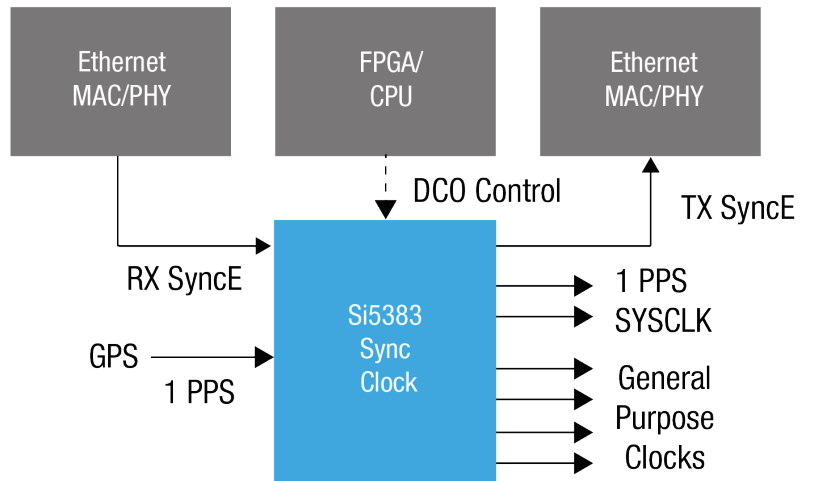 Ethernet
MAC/PHY
FPGA/
CPU
Ethernet
MAC/PHY
DCO Control
TX SyncE
RX SyncE
Si5383
Sync
Clock
GPS
1 PPS
1 PPS
SYSCLK
General
Purpose
Clocks